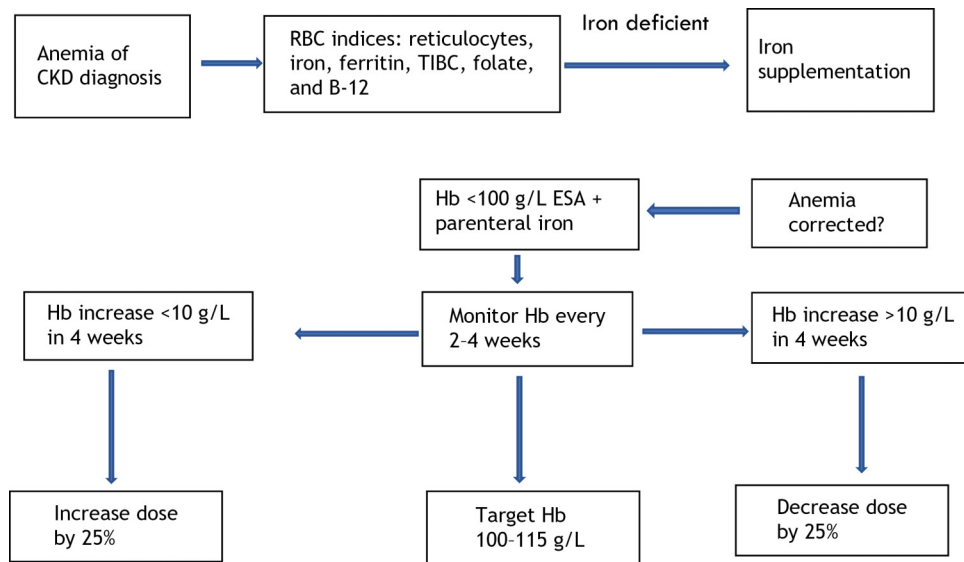 Anemia of
CKD diagnosis
RBC indices: reticulocytes,
iron, ferritin, TIBC, folate,
and B-12
Iron deficient
Iron
supplementation
Hb <100 g/L ESA +
parenteral iron
Anemia
corrected?
Hb increase <10 g/L
in 4 weeks
Monitor Hb every
2–4 weeks
Hb increase >10 g/L
in 4 weeks
Increase dose
by 25%
Target Hb
100–115 g/L
Decrease dose
by 25%